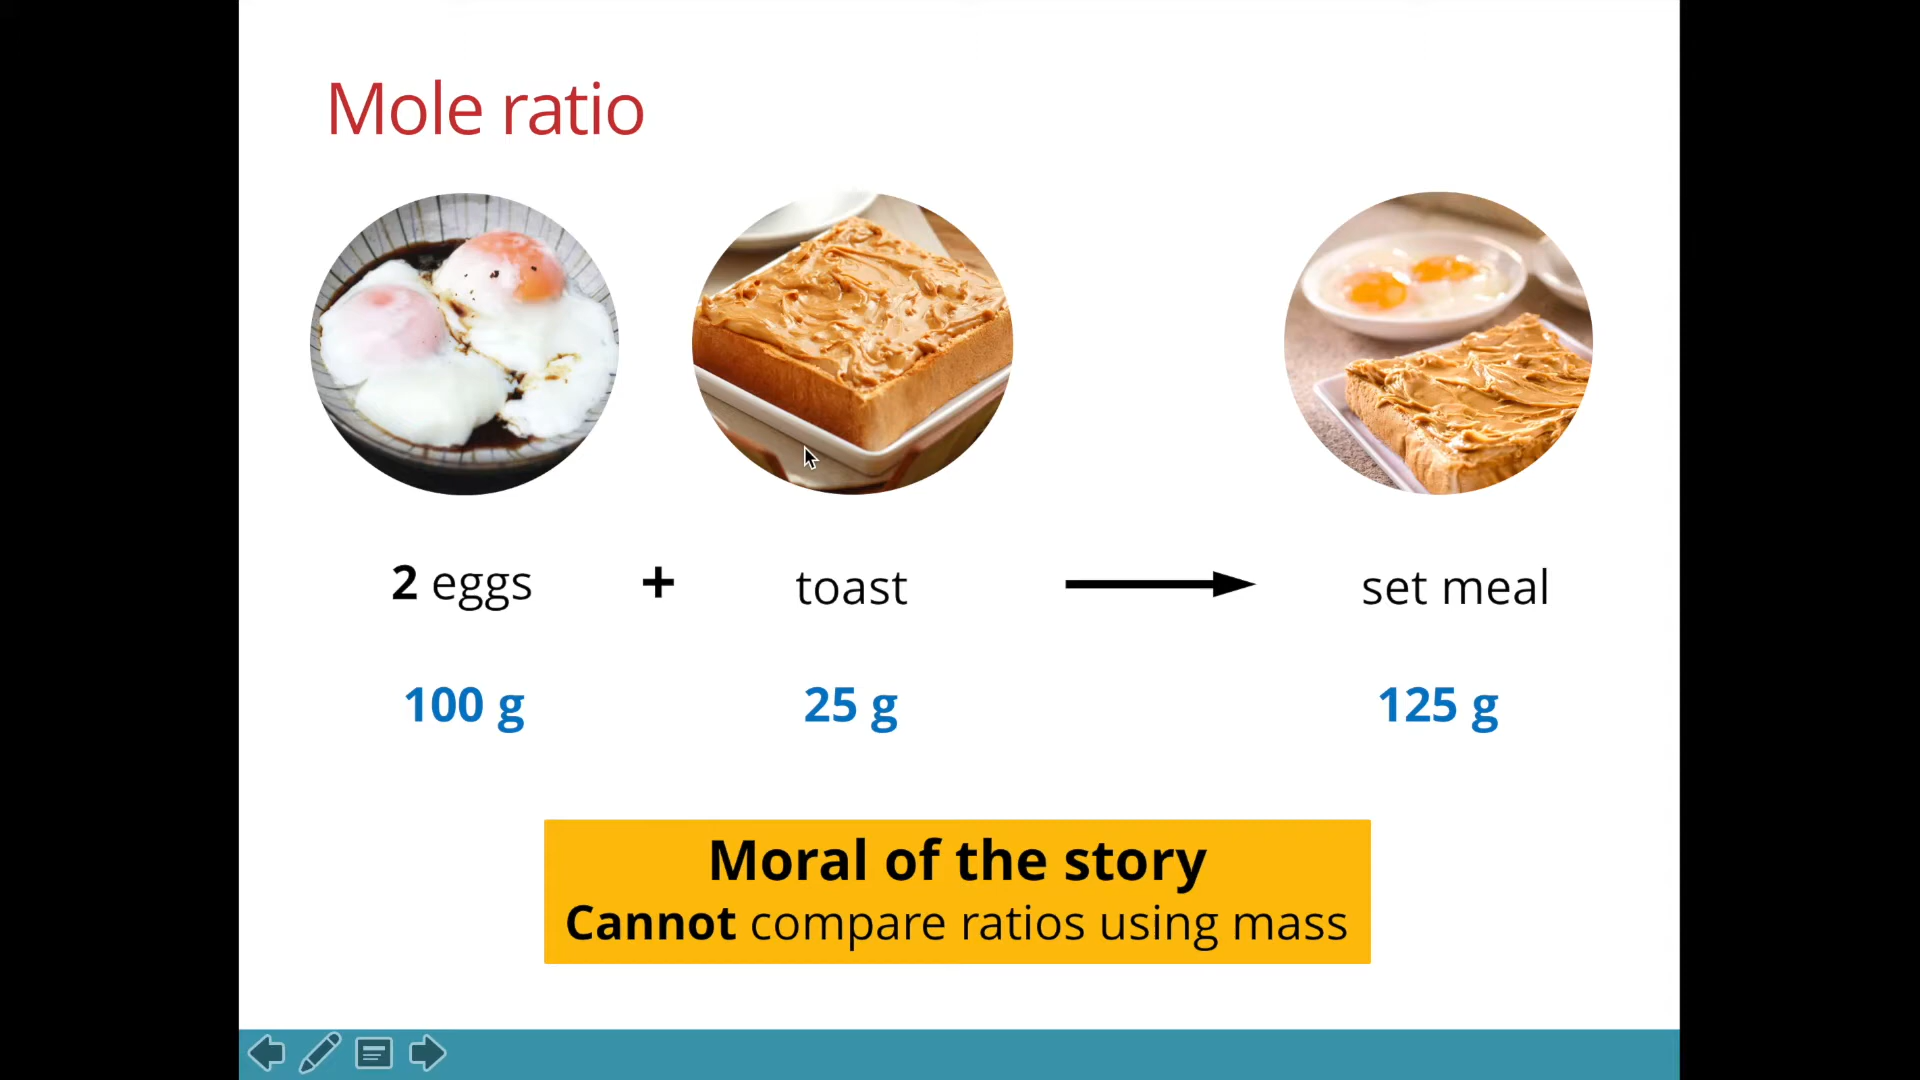 Mole ratio
2 eggs + toast set meal
100 g 25 g 125 g
Moral of the story
Cannot compare ratios using mass